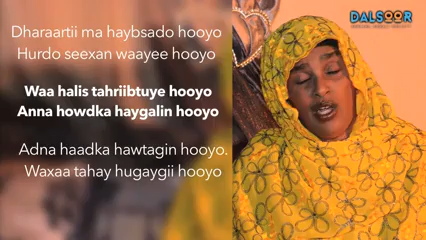 DALSOOR
Dharaartii ma haybsado hooyo
Hurdo seexan waayee hooyo
Waa halis tahriibtuye hooyo
Anna howdka haygalin hooyo
Adna haadka hawtagin hooyo.
Waxaa tahay hugaygii hooyo